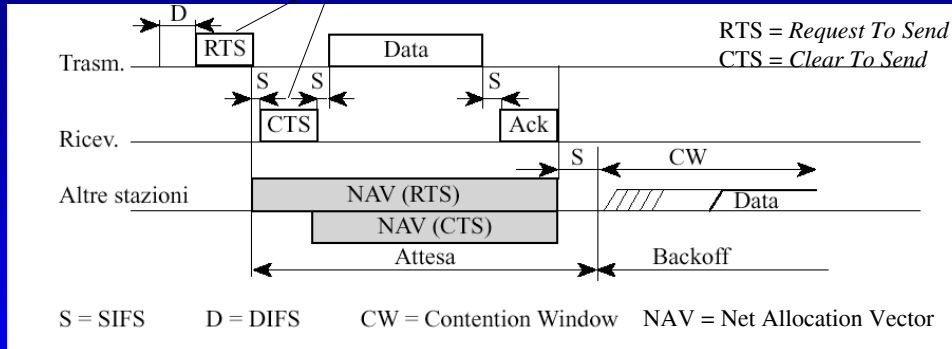 D
RTS = Request To Send
CTS = Clear To Send
Trasm.
RTS
Data
S
S
S
Ricev.
CTS
Ack
S
CW
Altre stazioni
NAV (RTS)
Data
NAV (CTS)
Attesa
Backoff
S = SIFS D = DIFS CW = Contention Window NAV = Net Allocation Vector